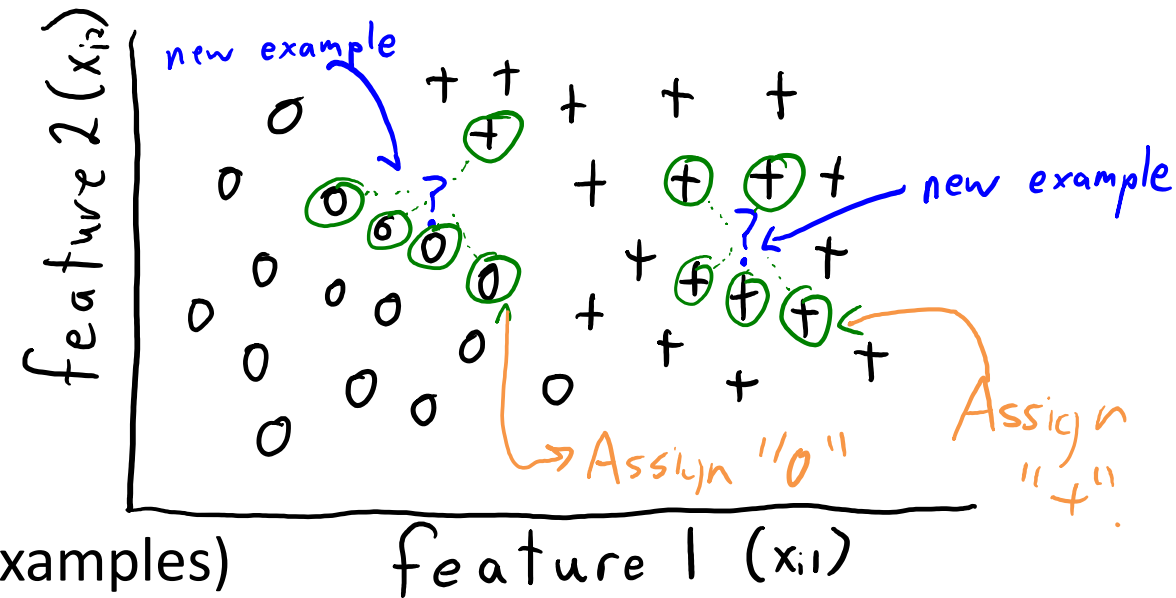 feature 2 (xi2)
new example
?
?
new example
Assign "0"
Assign
"+".
feature 1 (xi1)
xamples)